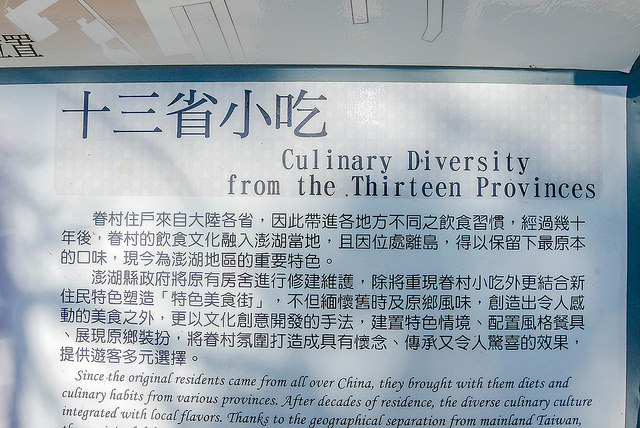 置
十三省小吃
Culinary Diversity
from the Thirteen Provinces
眷村住戶來自大陸各省，因此帶進各地方不同之飲食習慣，經過幾十
年後，眷村的飲食文化融入澎湖當地，且因位處離島，得以保留下最原本
的口味，現今為澎湖地區的重要特色。
澎湖縣政府將原有房舍進行修建維護，除將重現眷村小吃外更結合新
住民特色塑造「特色美食街」，不但緬懷舊時及原鄉風味，創造出令人感
動的美食之外，更以文化創意開發的手法，建置特色情境、配置風格餐具
、展現原鄉裝扮，將眷村氛圍打造成具有懷念、傳承又令人驚喜的效果，
提供遊客多元選擇。
Since the original residents came from all over China, they brought with them diets and
culinary habits from various provinces. After decades of residence, the diverse culinary culture
integrated with local flavors. Thanks to the geographical separation from mainland Taiwan,